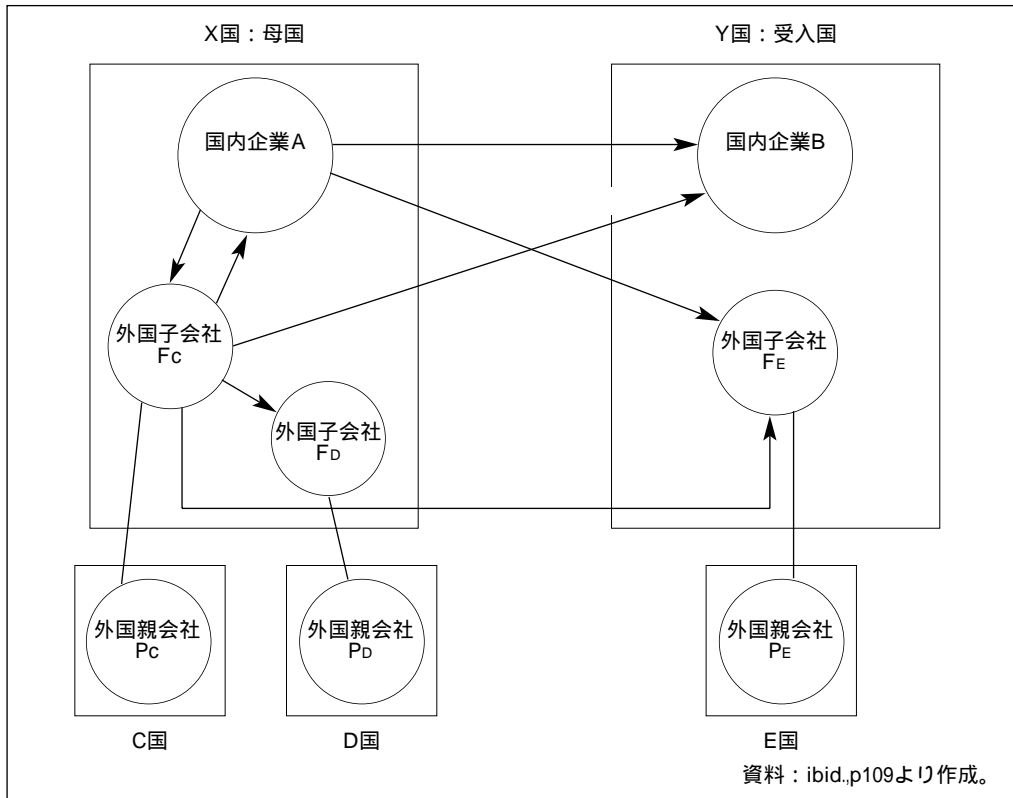 X国：母国
Y国：受入国
国内企業A
国内企業B
外国子会社
FC
外国子会社
FE
外国子会社
FD
外国親会社
PC
外国親会社
PD
外国親会社
PE
C国
D国
E国
資料：ibid.,p109より作成。